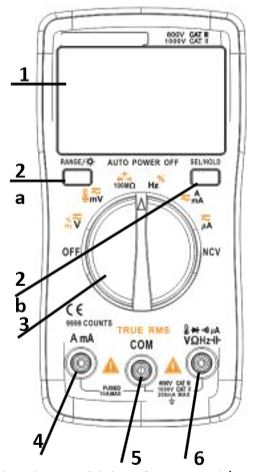 600V CAT III
1000V CAT II
1
RANGE/
AUTO POWER OFF
SEL/HOLD
2
a
mV
100MΩ
Hz %
A
mA
V
μA
OFF
NCV
2
b
3
CE
9999 COUNTS
TRUE RMS
A mA
COM
μA
VΩHz
FUSED
10AMAX
600V CAT III
1000V CAT II
200mA MAX
4
5
6